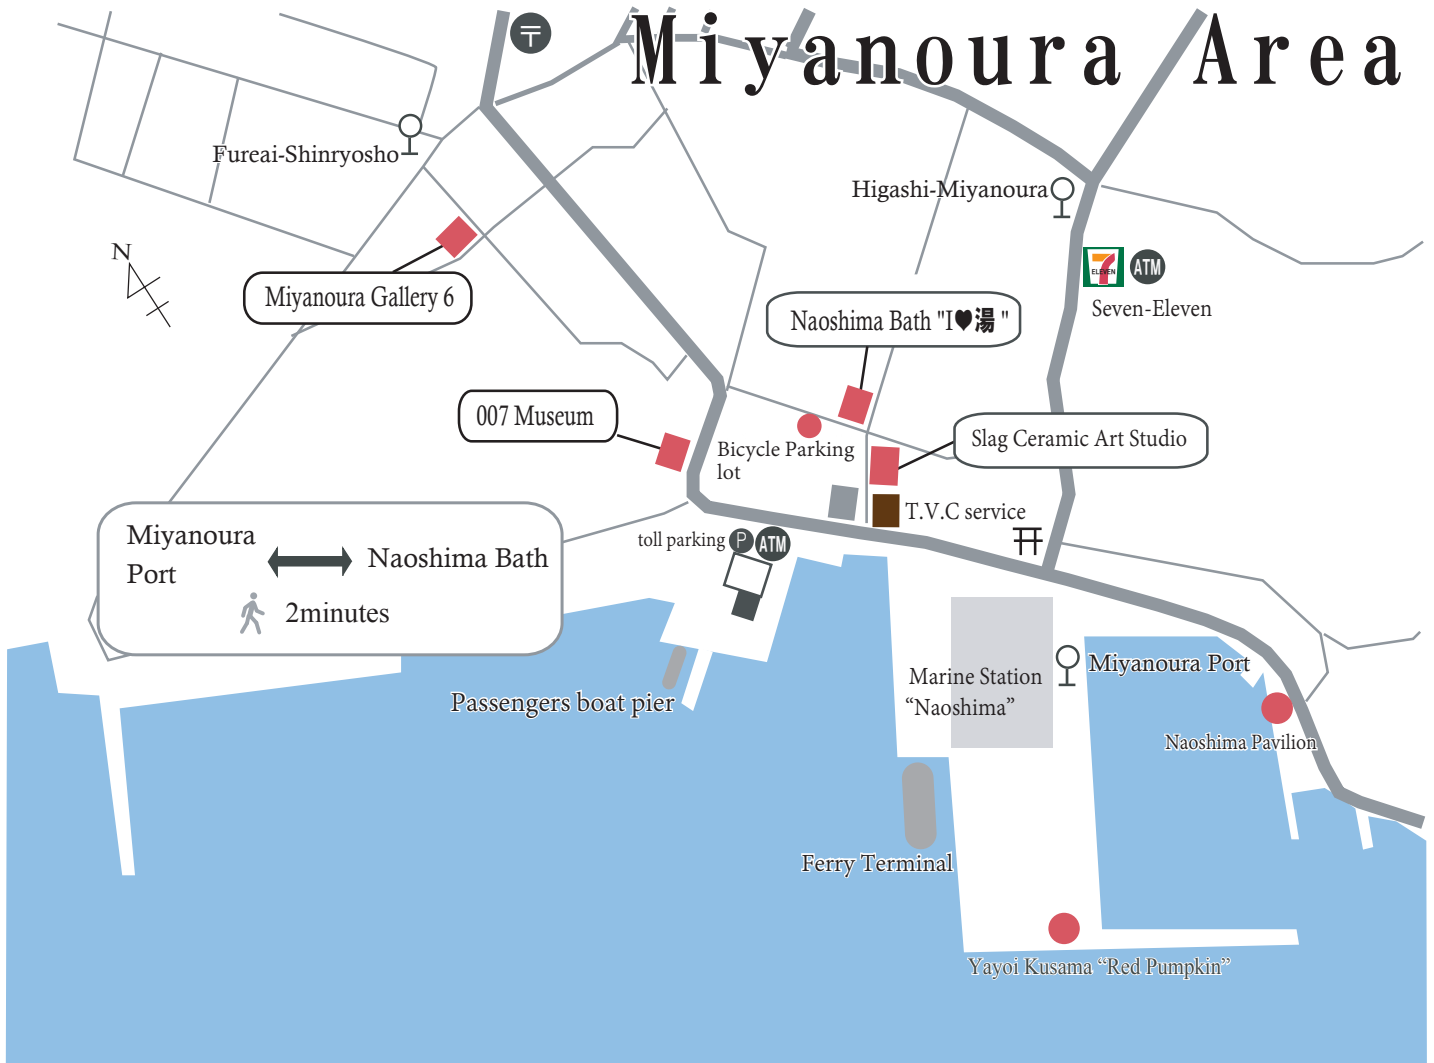 Miyanoura Area
〒
Fureai-Shinryosho
Higashi-Miyanoura
N
7
ELEVEN
ATM
Seven-Eleven
Miyanoura Gallery 6
Naoshima Bath "I♥湯 "
007 Museum
Bicycle Parking
lot
Slag Ceramic Art Studio
T.V.C service
toll parking
P
ATM
Miyanoura
Port
Naoshima Bath
2minutes
Passengers boat pier
Marine Station
“Naoshima”
Miyanoura Port
Naoshima Pavilion
Ferry Terminal
Yayoi Kusama “Red Pumpkin”